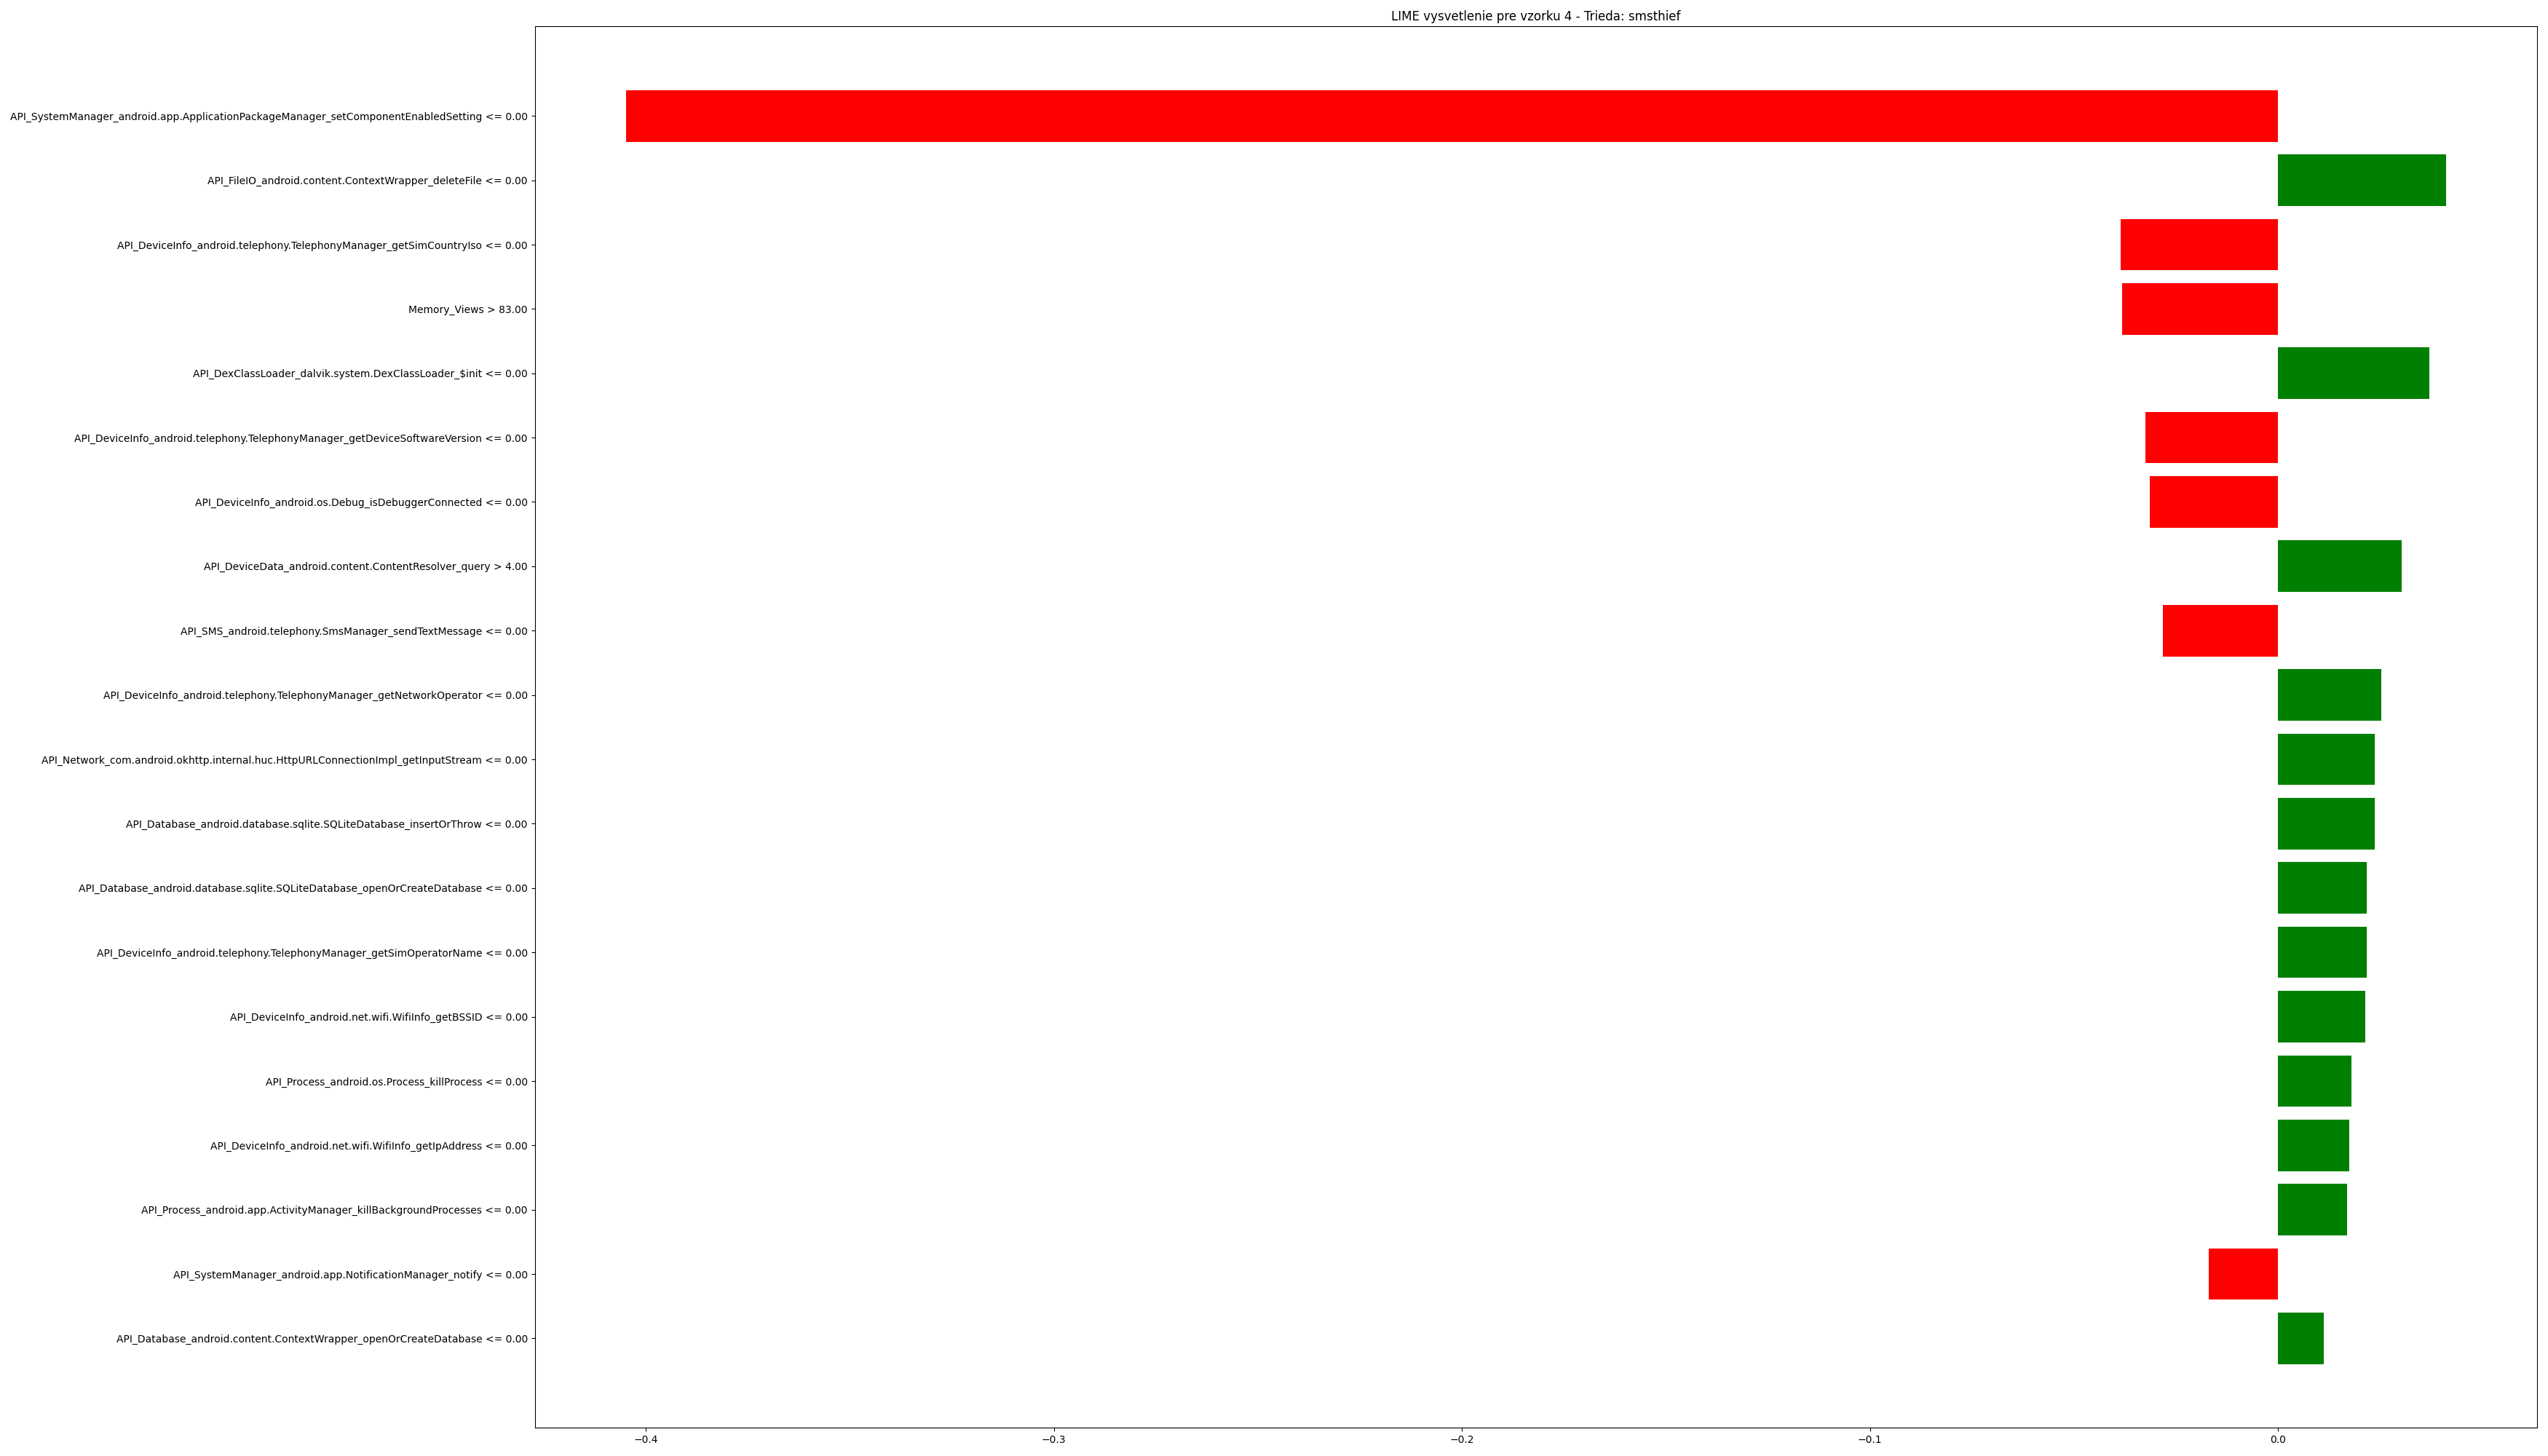 LIME vysvetlenie pre vzorku 4 - Trieda: smsthief
API_SystemManager_android.app.ApplicationPackageManager_setComponentEnabledSetting <= 0.00
API_FileIO_android.content.ContextWrapper_deleteFile <= 0.00
API_DeviceInfo_android.telephony.TelephonyManager_getSimCountryIso <= 0.00
Memory_Views > 83.00
API_DexClassLoader_dalvik.system.DexClassLoader_$init <= 0.00
API_DeviceInfo_android.telephony.TelephonyManager_getDeviceSoftwareVersion <= 0.00
API_DeviceInfo_android.os.Debug_isDebuggerConnected <= 0.00
API_DeviceData_android.content.ContentResolver_query > 4.00
API_SMS_android.telephony.SmsManager_sendTextMessage <= 0.00
API_DeviceInfo_android.telephony.TelephonyManager_getNetworkOperator <= 0.00
API_Network_com.android.okhttp.internal.huc.HttpURLConnectionImpl_getInputStream <= 0.00
API_Database_android.database.sqlite.SQLiteDatabase_insertOrThrow <= 0.00
API_Database_android.database.sqlite.SQLiteDatabase_openOrCreateDatabase <= 0.00
API_DeviceInfo_android.telephony.TelephonyManager_getSimOperatorName <= 0.00
API_DeviceInfo_android.net.wifi.WifiInfo_getBSSID <= 0.00
API_Process_android.os.Process_killProcess <= 0.00
API_DeviceInfo_android.net.wifi.WifiInfo_getIpAddress <= 0.00
API_Process_android.app.ActivityManager_killBackgroundProcesses <= 0.00
API_SystemManager_android.app.NotificationManager_notify <= 0.00
API_Database_android.content.ContextWrapper_openOrCreateDatabase <= 0.00
−0.4 −0.3 −0.2 −0.1 0.0